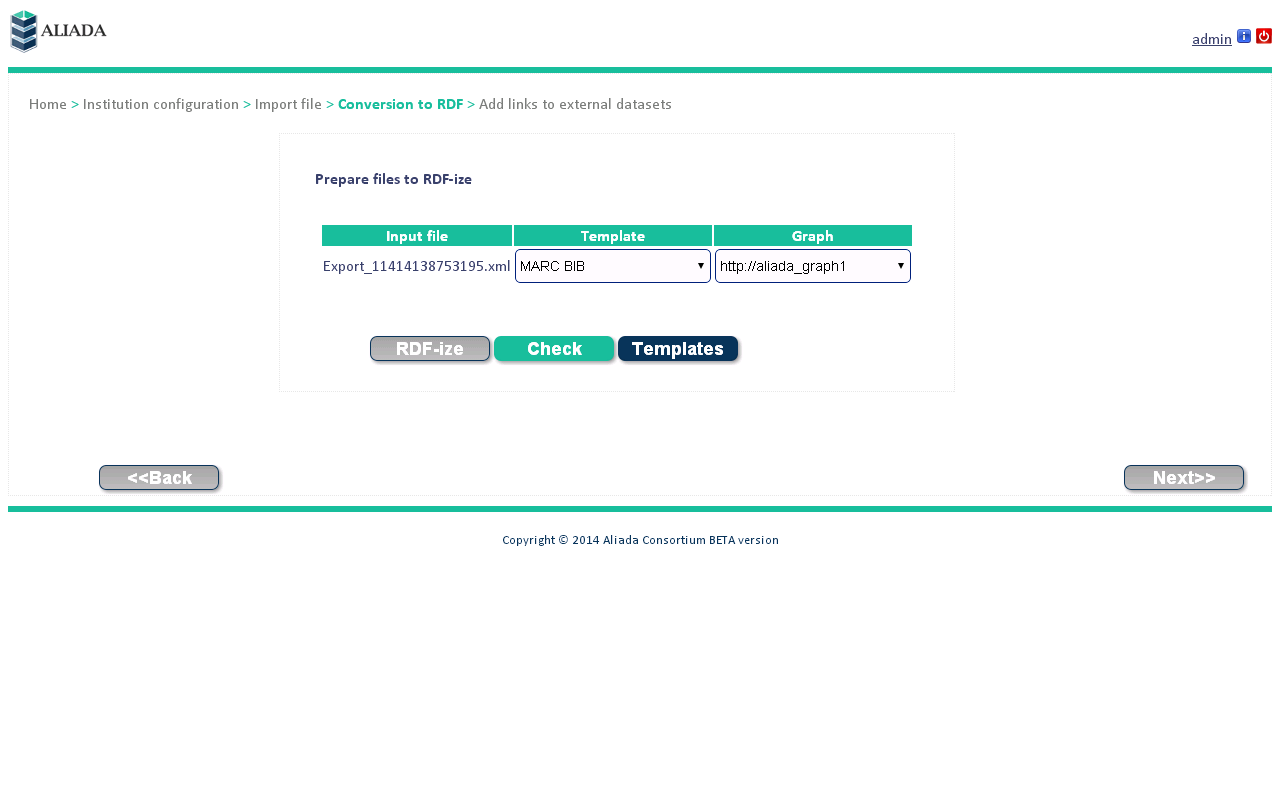 ALIADA
admin
Home > Institution configuration > Import file > Conversion to RDF > Add links to external datasets
Prepare files to RDF-ize
Input file Template Graph
Export_11414138753195.xml MARC BIB http://aliada_graph1
RDF-ize Check Templates
<<Back Next>>
Copyright © 2014 Aliada Consortium BETA version